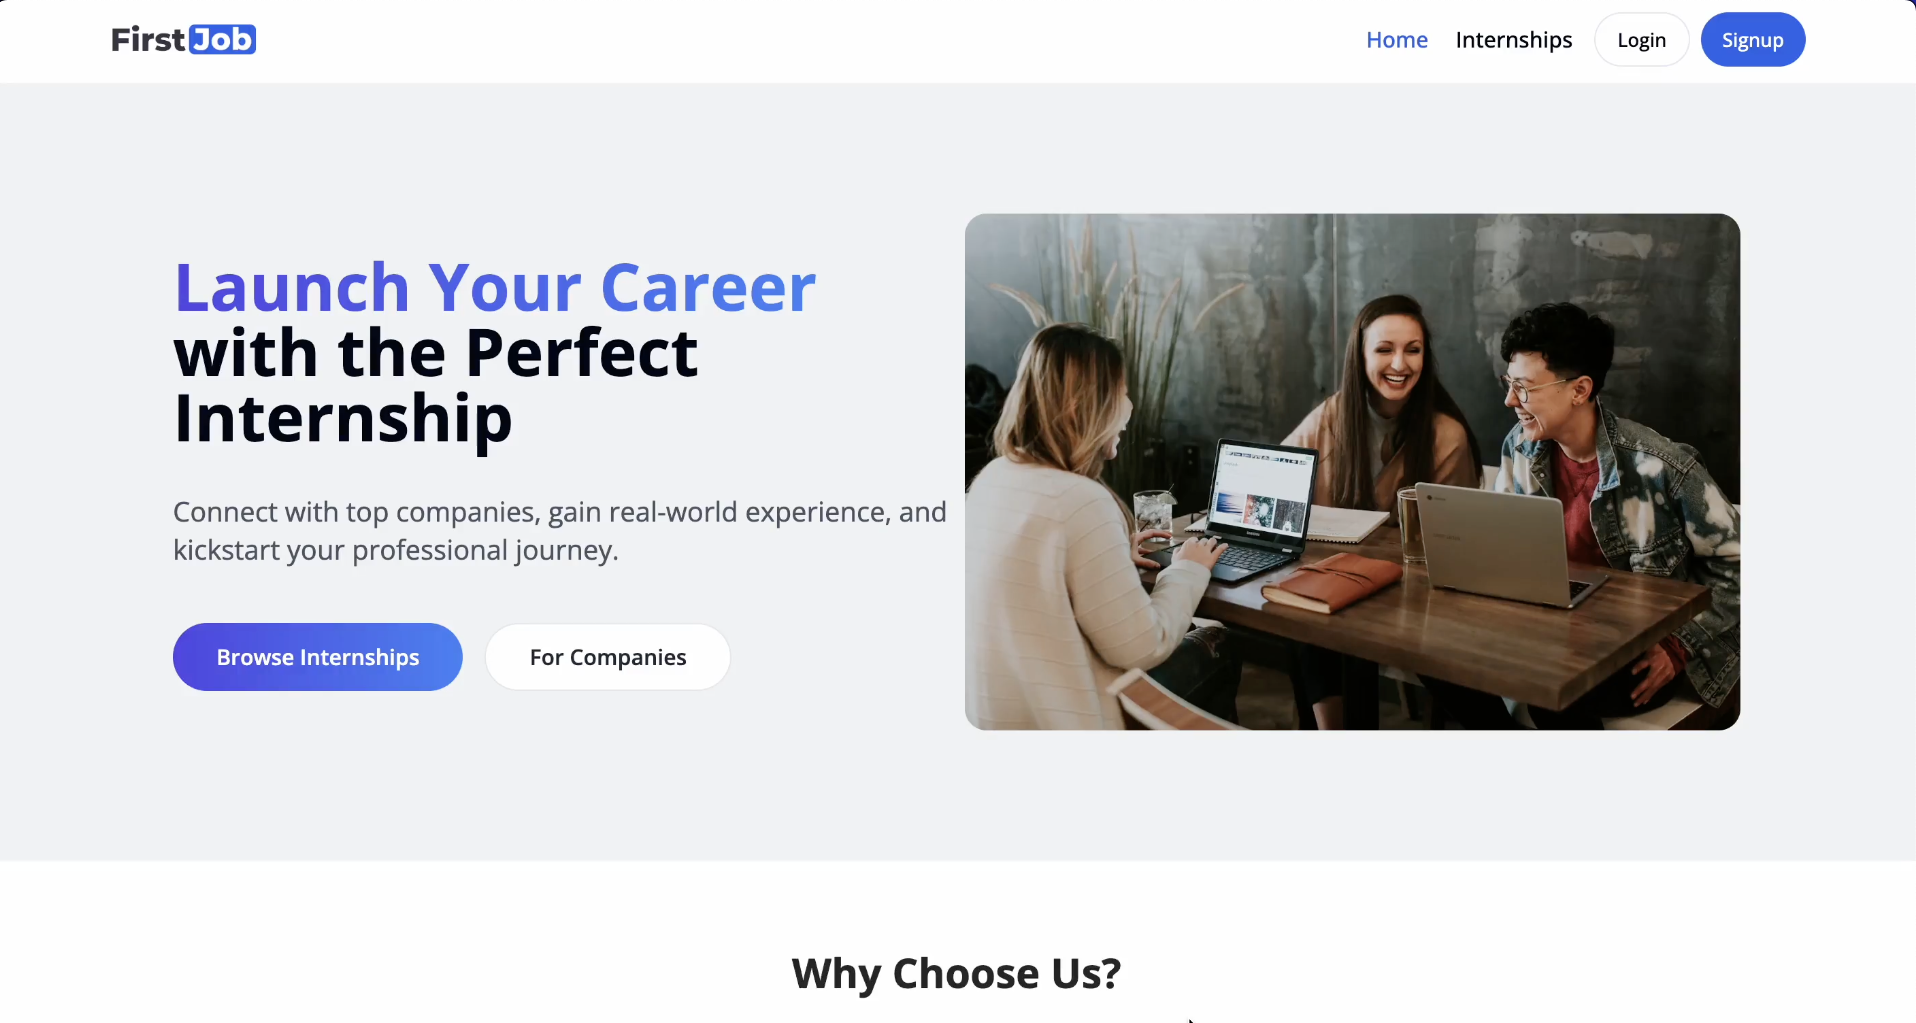 FirstJob
Home Internships Login Signup
Launch Your Career
with the Perfect
Internship
Connect with top companies, gain real-world experience, and
kickstart your professional journey.
Browse Internships For Companies
Why Choose Us?